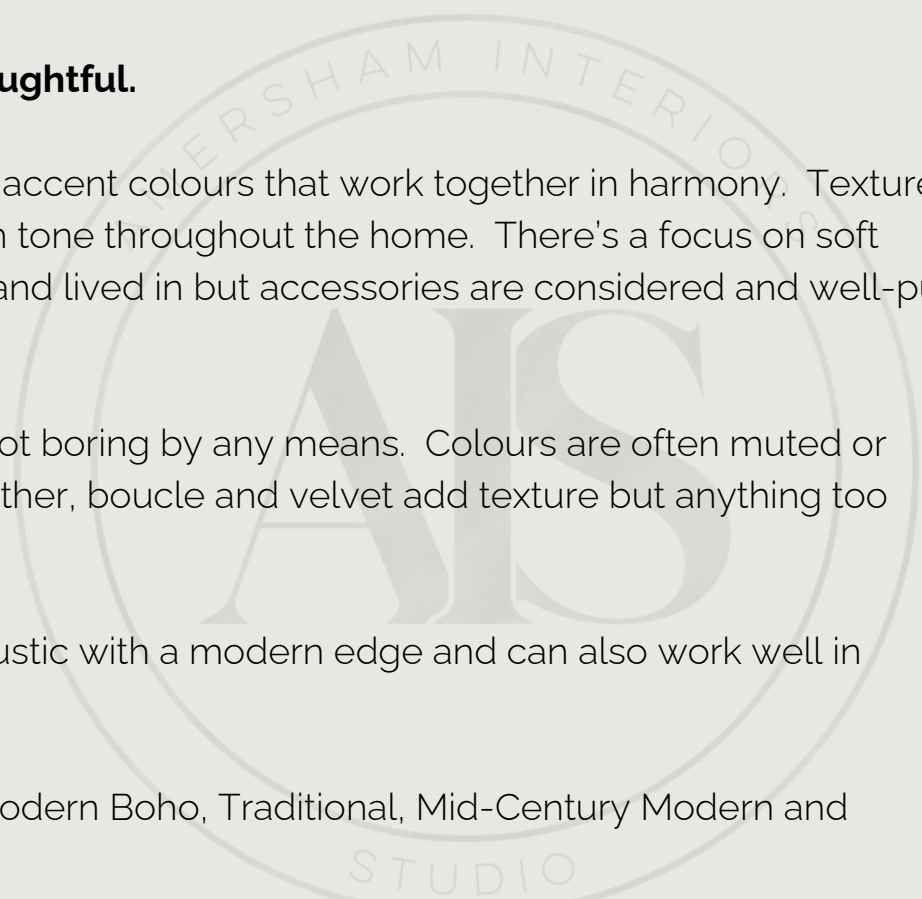 ughtful.
accent colours that work together in harmony.  Texture
tone throughout the home.  There's a focus on soft
and lived in but accessories are considered and well-pu
ot boring by any means.  Colours are often muted or
ther, boucle and velvet add texture but anything too
ustic with a modern edge and can also work well in
odern Boho, Traditional, Mid-Century Modern and
AMERSHAM INTERIORS
AIS
STUDIO